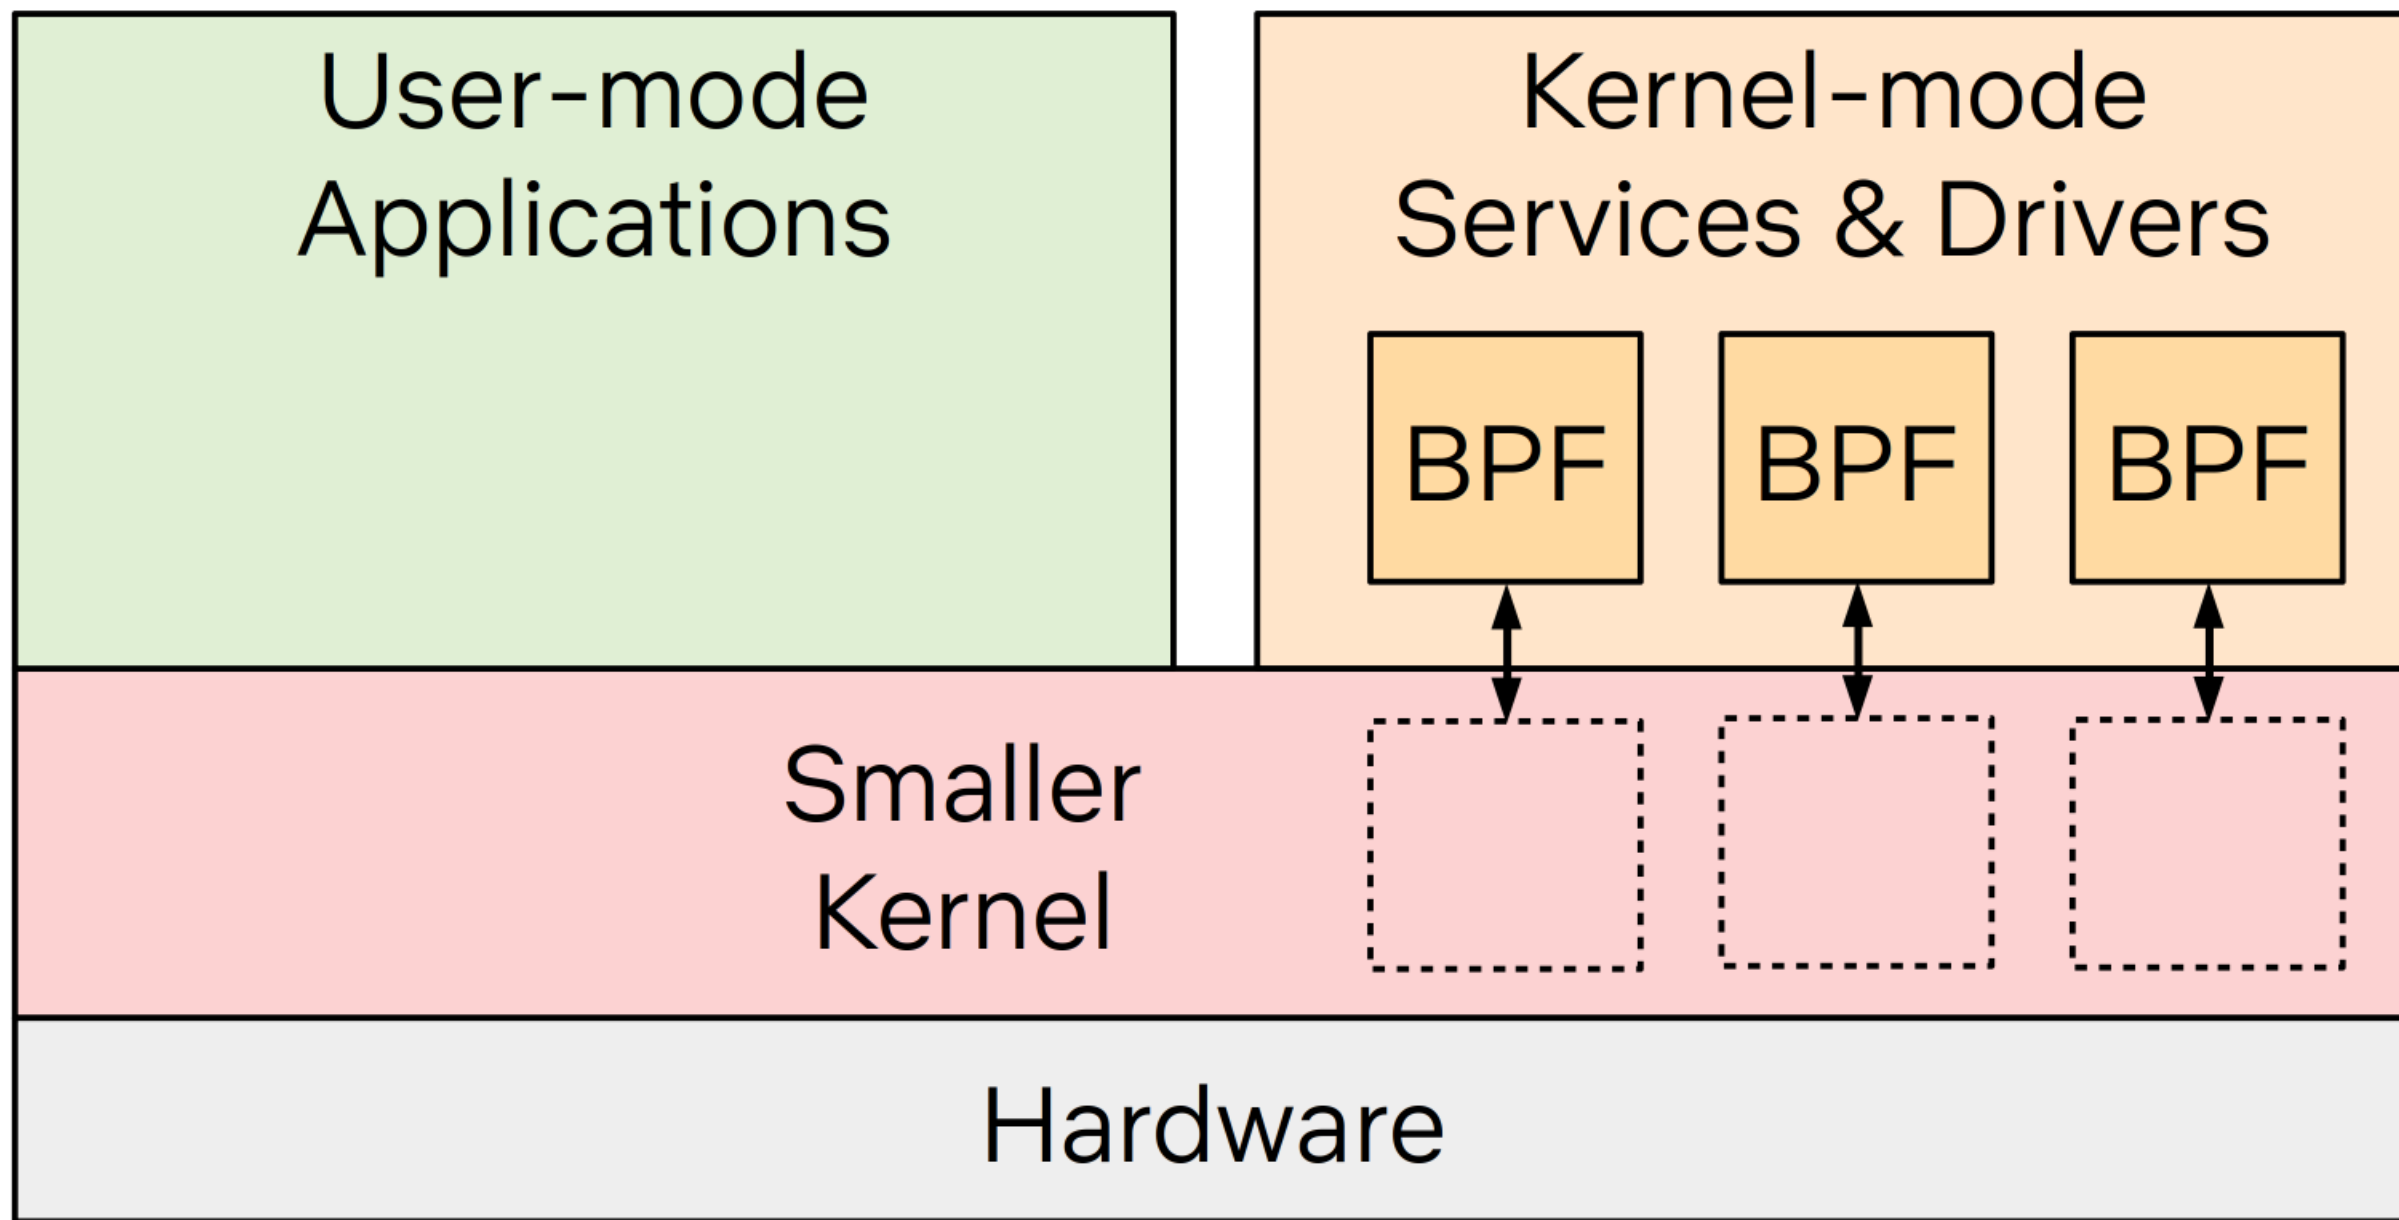 User-mode
Applications
Kernel-mode
Services & Drivers
BPF
BPF
BPF
Smaller
Kernel
Hardware